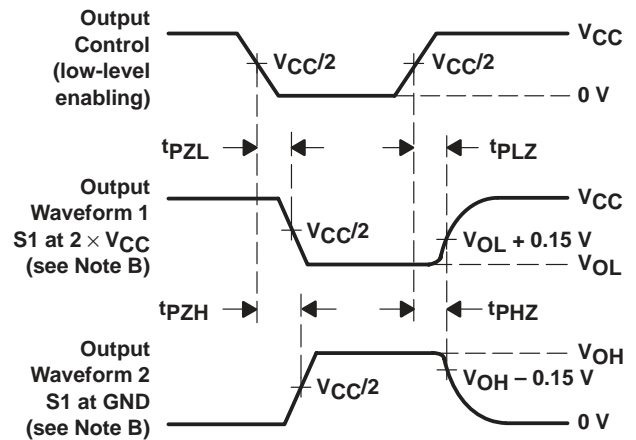 Output
Control
(low-level
enabling)
VCC/2
VCC/2
VCC
0 V
tPZL
tPLZ
Output
Waveform 1
S1 at 2 × VCC
(see Note B)
VCC/2
VCC
VOL + 0.15 V
VOL
tPZH
tPHZ
Output
Waveform 2
S1 at GND
(see Note B)
VCC/2
VOH
VOH – 0.15 V
0 V